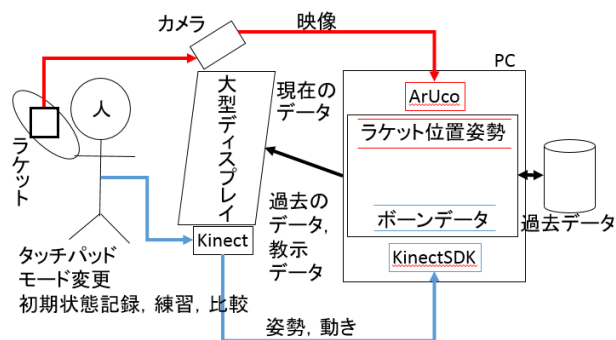 カメラ
映像
PC
ArUco
人
ラケット
大型ディスプレイ
現在の
データ
ラケット位置姿勢
過去の
データ,
教示
データ
ボーンデータ
過去データ
Kinect
KinectSDK
タッチパッド
モード変更
初期状態記録, 練習, 比較
姿勢, 動き